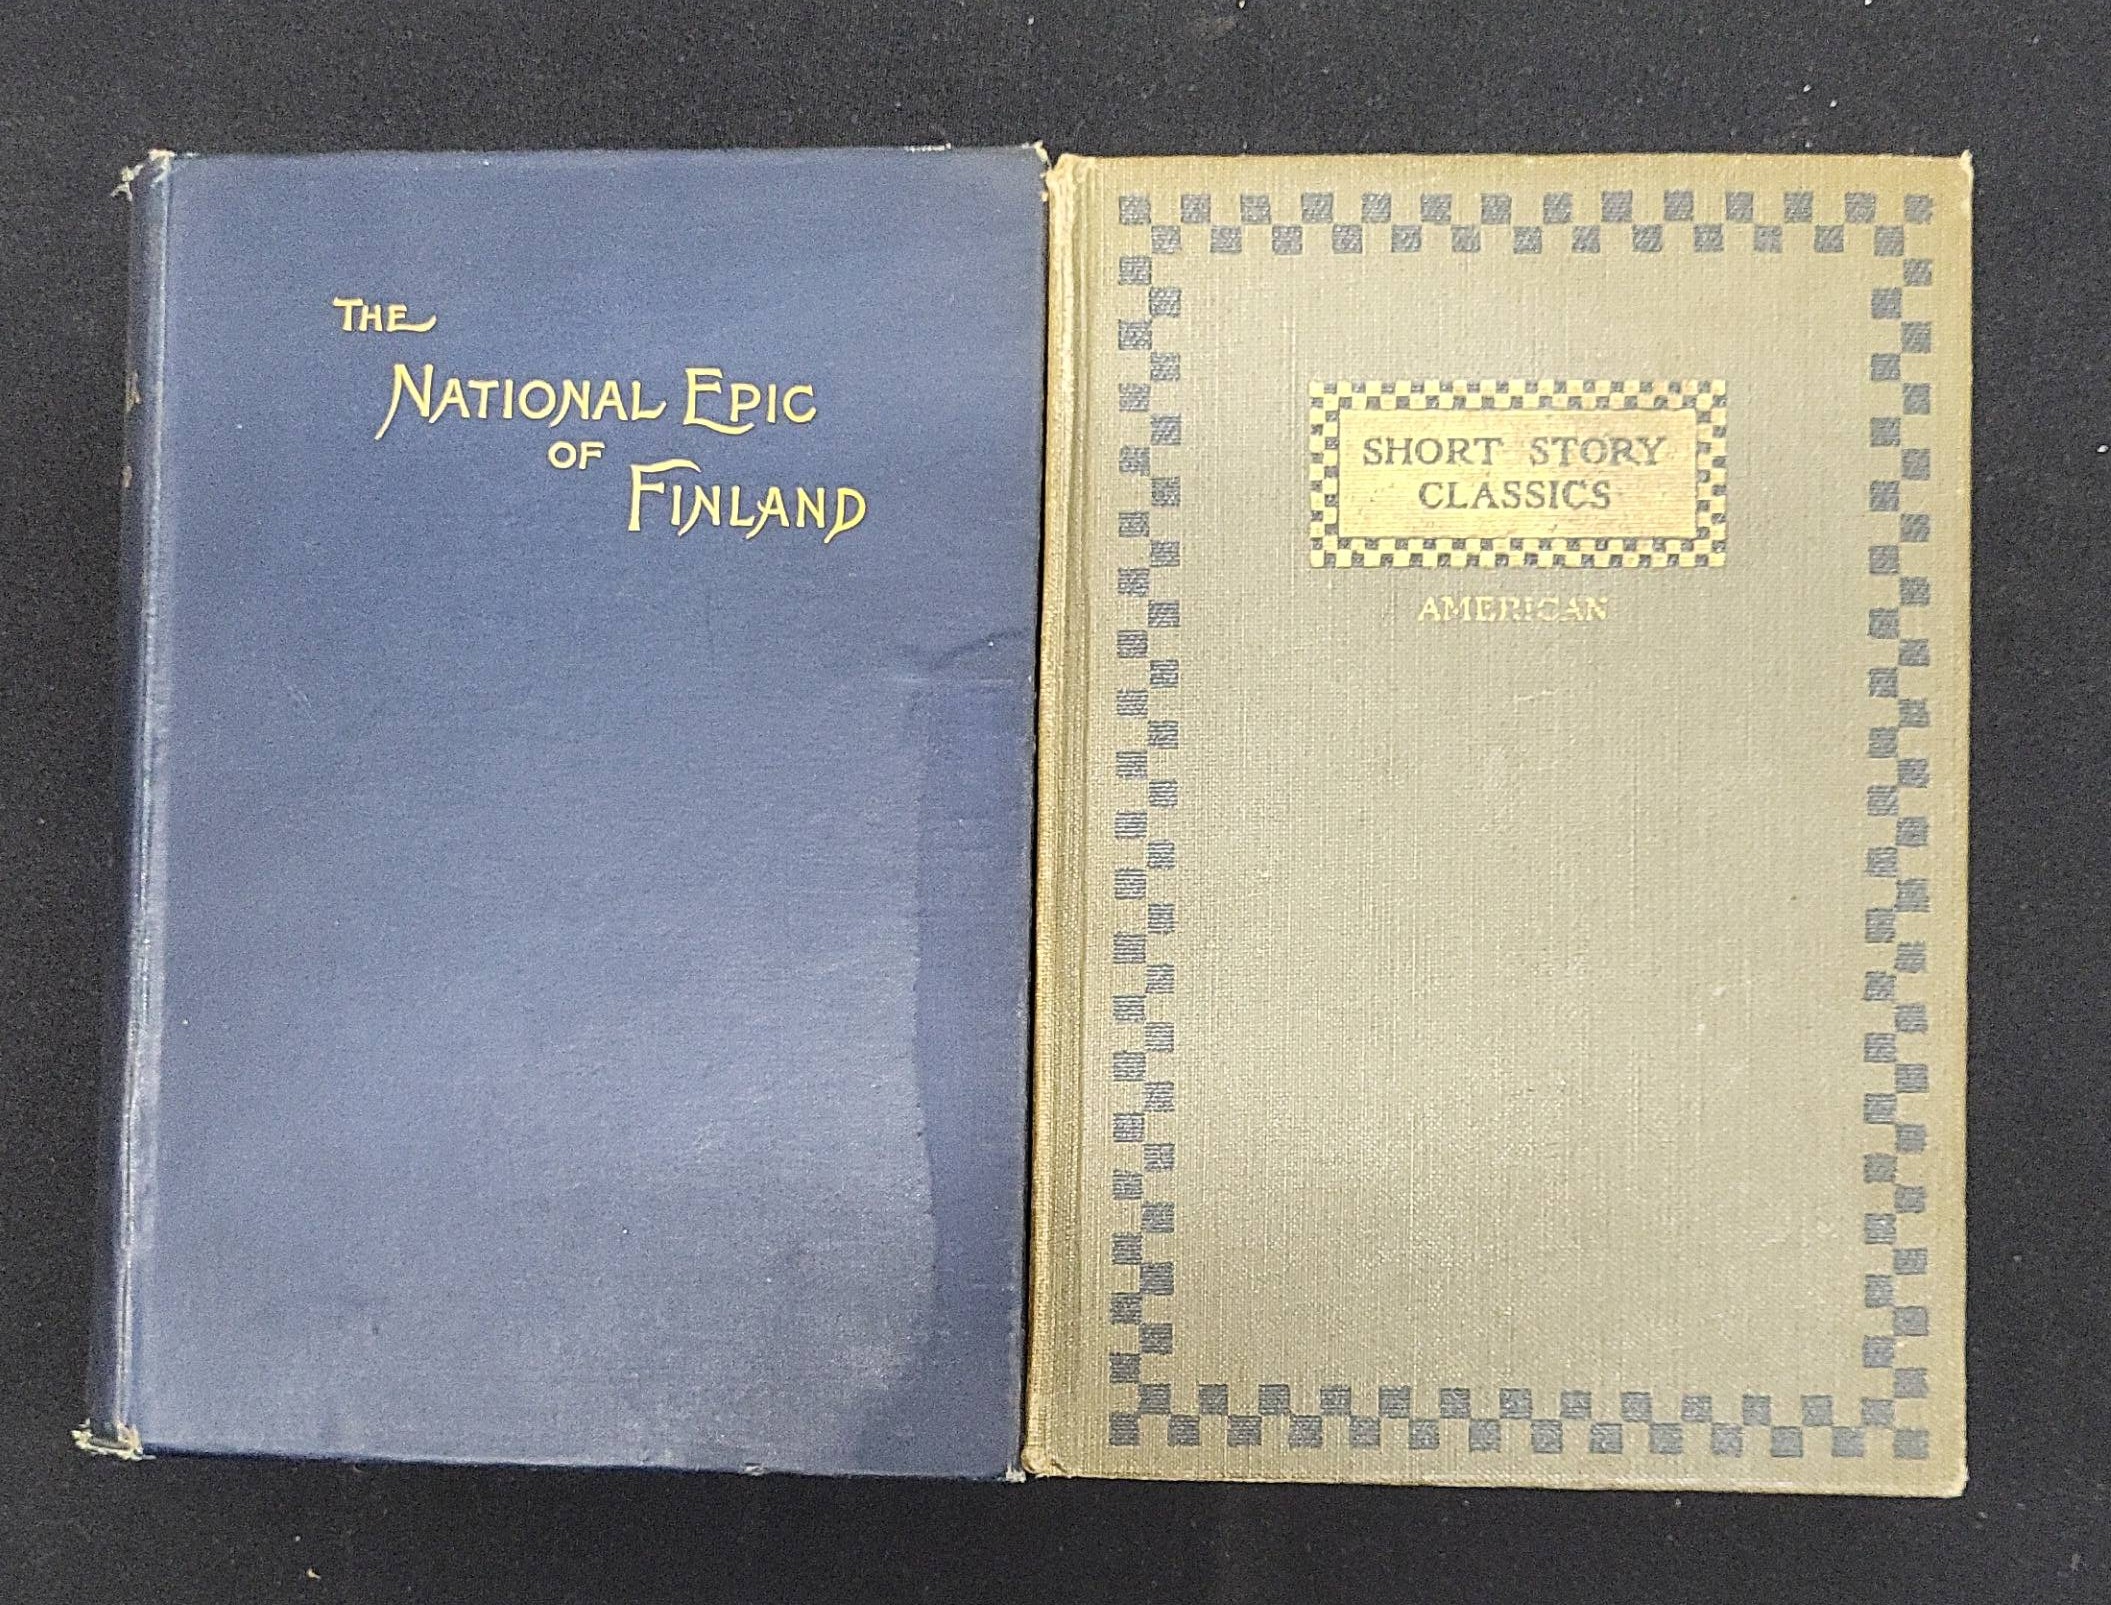 THE
NATIONAL EPIC
OF
FINLAND
SHORT STORY
CLASSICS
AMERICAN